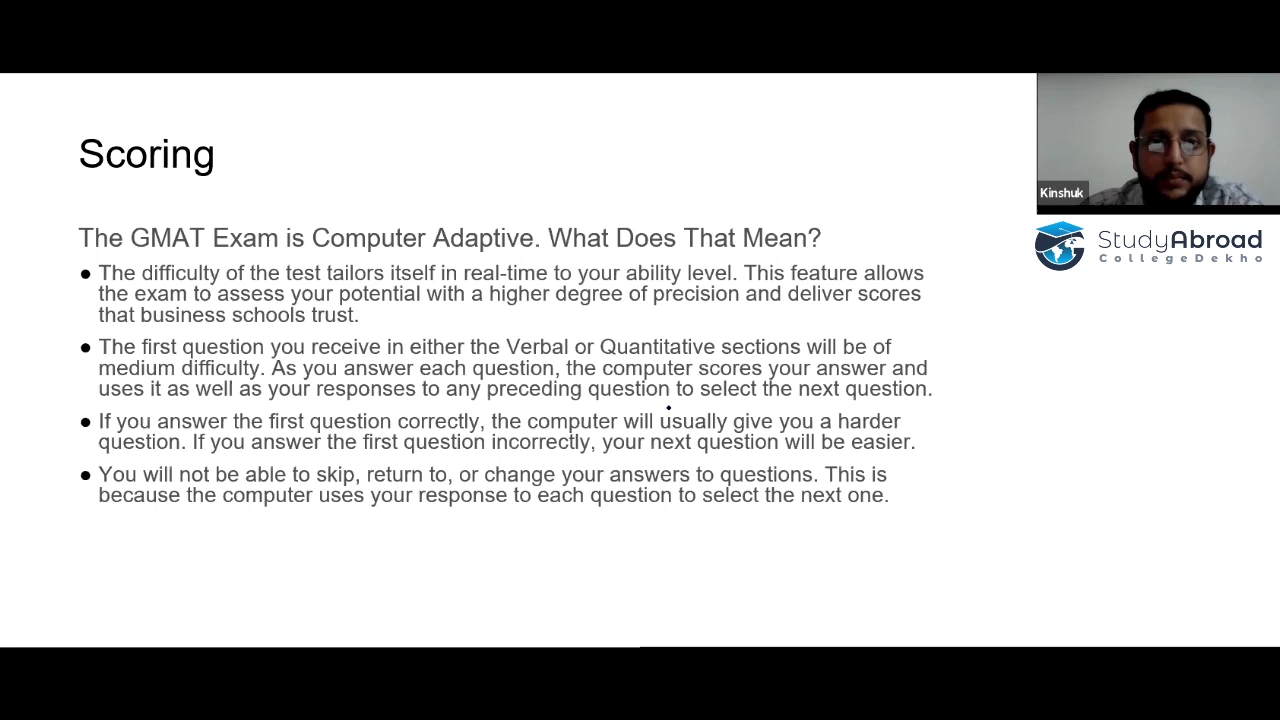 Scoring
The GMAT Exam is Computer Adaptive. What Does That Mean?
● The difficulty of the test tailors itself in real-time to your ability level. This feature allows
the exam to assess your potential with a higher degree of precision and deliver scores
that business schools trust.
● The first question you receive in either the Verbal or Quantitative sections will be of
medium difficulty. As you answer each question, the computer scores your answer and
uses it as well as your responses to any preceding question to select the next question.
● If you answer the first question correctly, the computer will usually give you a harder
question. If you answer the first question incorrectly, your next question will be easier.
● You will not be able to skip, return to, or change your answers to questions. This is
because the computer uses your response to each question to select the next one.
Kinshuk
StudyAbroad
CollegeDekho